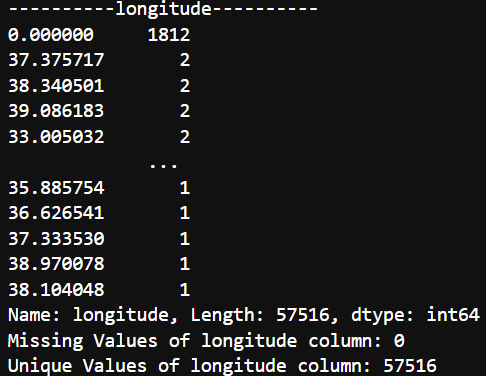 ----------longitude----------
0.000000     1812
37.375717       2
38.340501       2
39.086183       2
33.005032       2
             ...
35.885754       1
36.626541       1
37.333530       1
38.970078       1
38.104048       1
Name: longitude, Length: 57516, dtype: int64
Missing Values of longitude column: 0
Unique Values of longitude column: 57516